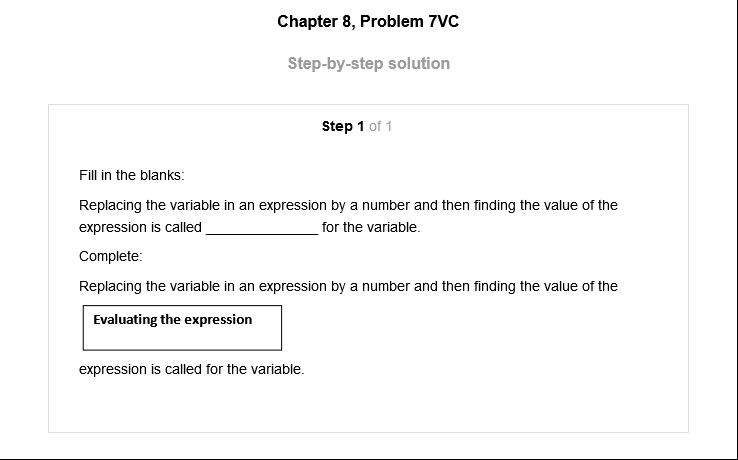 Chapter 8, Problem 7VC
Step-by-step solution
Step 1 of 1
Fill in the blanks:
Replacing the variable in an expression by a number and then finding the value of the
expression is called ______________ for the variable.
Complete:
Replacing the variable in an expression by a number and then finding the value of the
Evaluating the expression
expression is called for the variable.